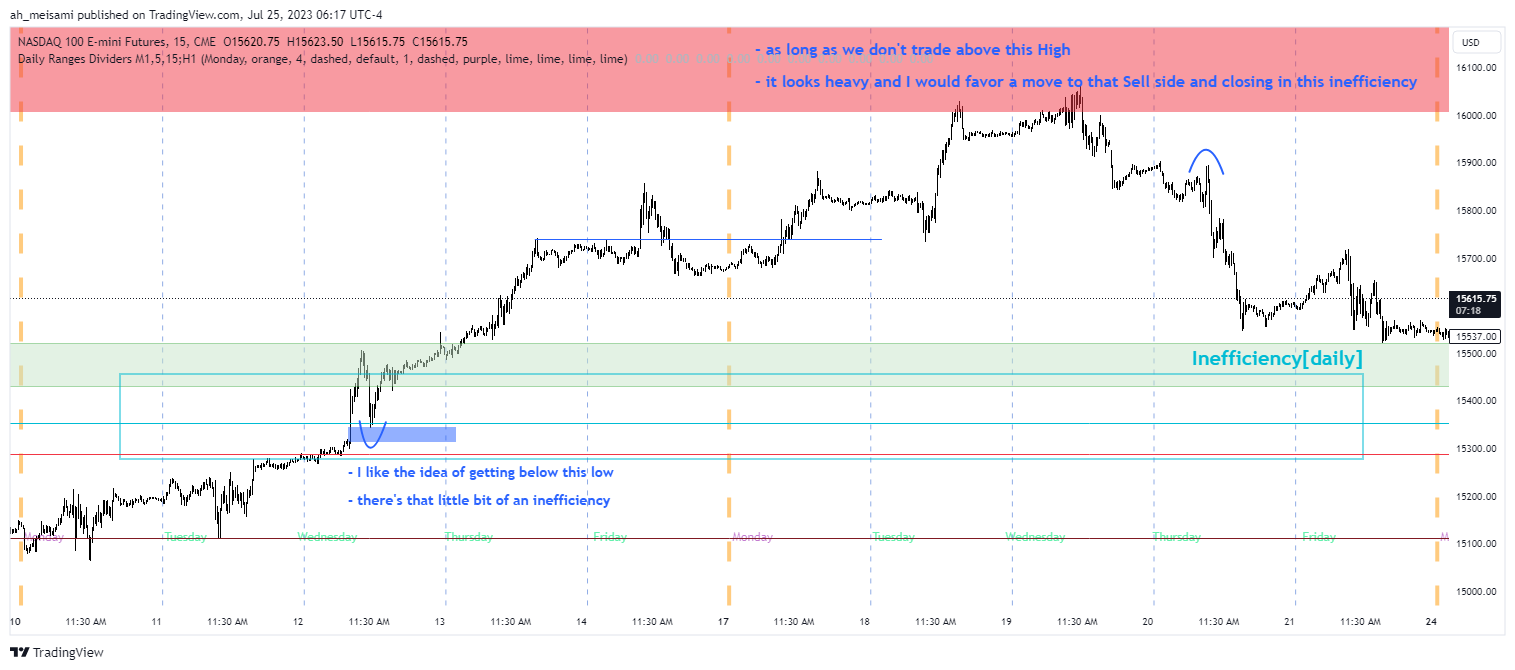 ah_meisami published on TradingView.com, Jul 25, 2023 06:17 UTC-4
NASDAQ 100 E-mini Futures, 15, CME O15620.75 H15623.50 L15615.75 C15615.75
Daily Ranges Dividers M1,5,15;H1 (Monday, orange, 4, dashed, default, 1, dashed, purple, lime, lime, lime, lime)
- as long as we don't trade above this High
- it looks heavy and I would favor a move to that Sell side and closing in this inefficiency
USD
16100.00
16000.00
15900.00
15800.00
15700.00
15615.75
07:18
15537.00
15500.00
Inefficiency[daily]
15400.00
15300.00
- I like the idea of getting below this low
- there's that little bit of an inefficiency
15200.00
15100.00
Monday Tuesday Wednesday Thursday Friday Monday Tuesday Wednesday Thursday Friday M
15000.00
10 11:30 AM 11 11:30 AM 12 11:30 AM 13 11:30 AM 14 11:30 AM 17 11:30 AM 18 11:30 AM 19 11:30 AM 20 11:30 AM 21 11:30 AM 24
TradingView